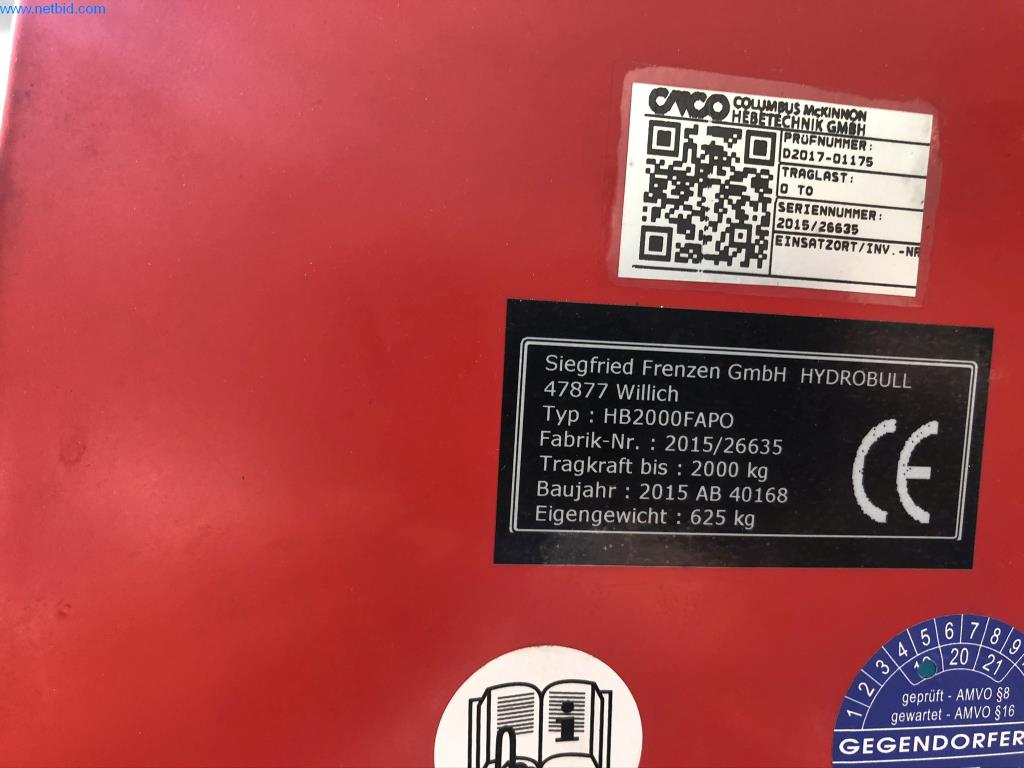 www.netbid.com
CMCO COLUMBUS McKINNON
HEBETECHNIK GMBH
PRÜFNUMMER:
D2017-01175
TRAGLAST:
0 TO
SERIENNUMMER:
2015/26635
EINSATZORT/INV.-NR
Siegfried Frenzen GmbH HYDROBULL
47877 Willich
Typ : HB2000FAPO
Fabrik-Nr. : 2015/26635
Tragkraft bis : 2000 kg
Baujahr : 2015 AB 40168
Eigengewicht : 625 kg
CE
1 2 3 4 5 6 7 8 9
20 21
geprüft - AMVO §8
gewartet - AMVO §16
GEGENDORFER